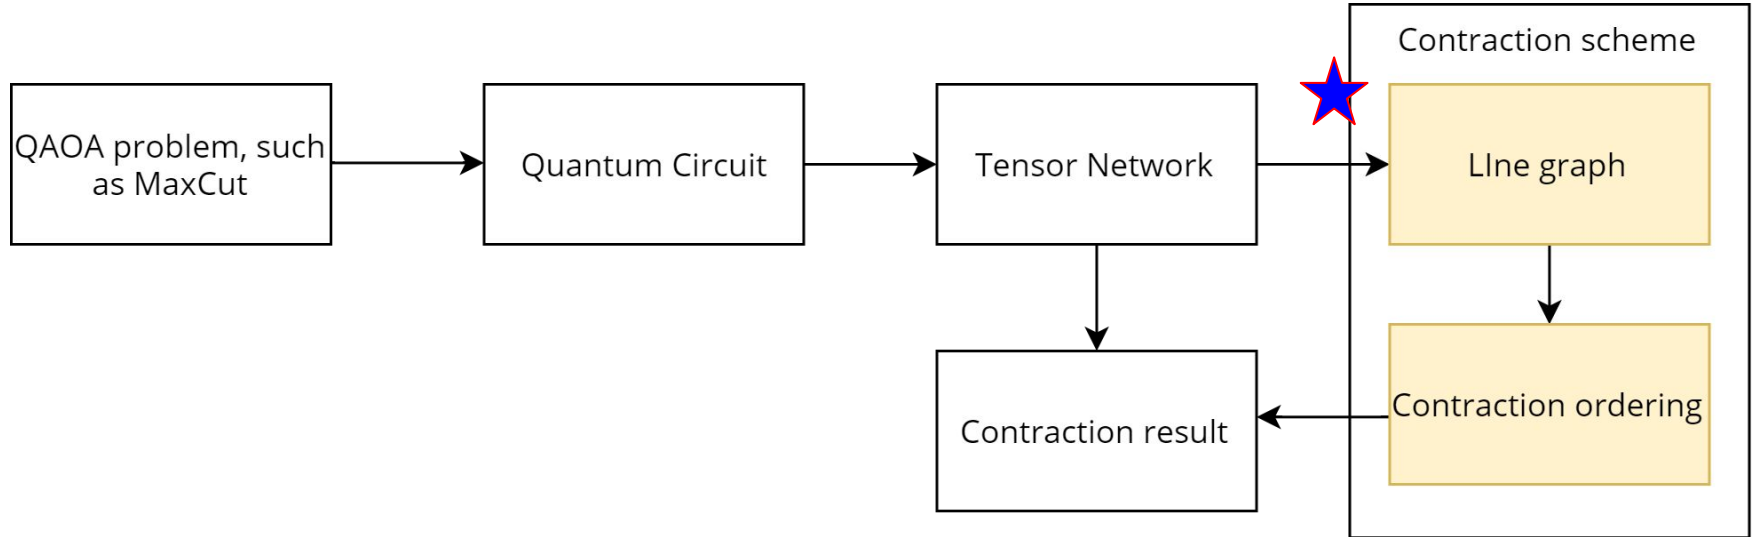 Contraction scheme
QAOA problem, such
as MaxCut
Quantum Circuit
Tensor Network
LIne graph
Contraction result
Contraction ordering